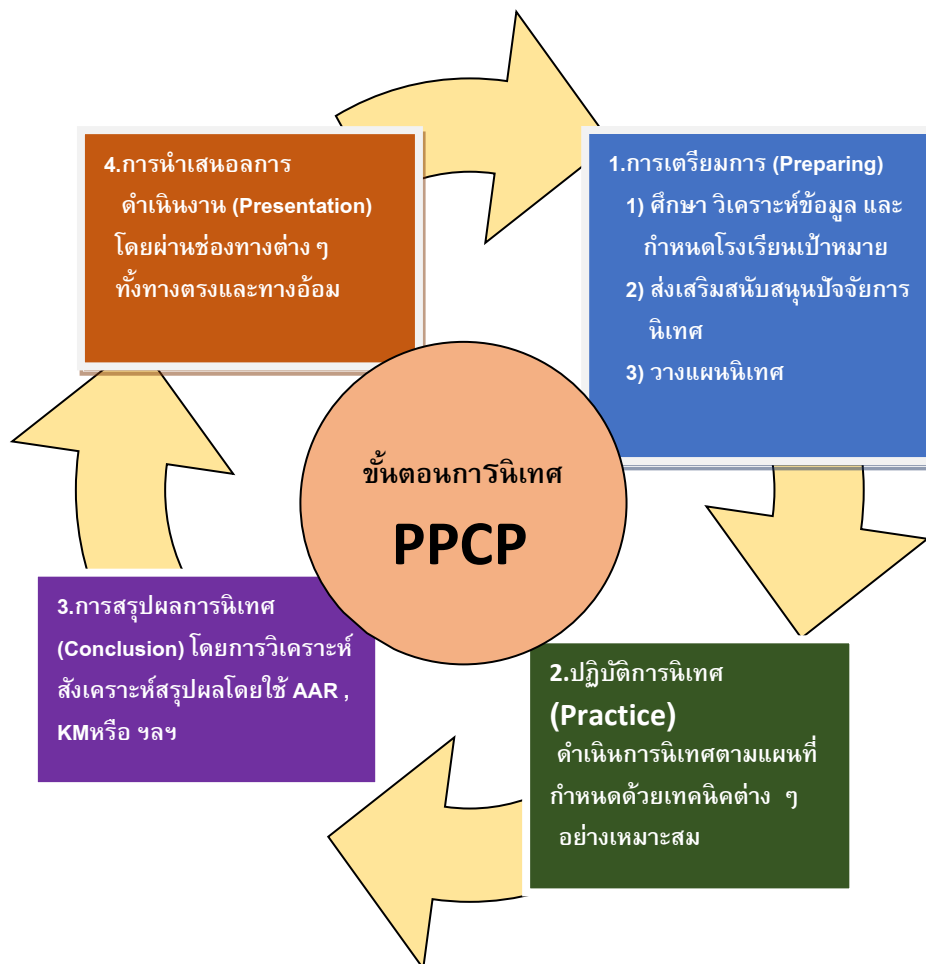 4.การนำเสนอลการ
ดำเนินงาน (Presentation)
โดยผ่านช่องทางต่าง ๆ
ทั้งทางตรงและทางอ้อม
1.การเตรียมการ (Preparing)
1) ศึกษา วิเคราะห์ข้อมูล และ
กำหนดโรงเรียนเป้าหมาย
2) ส่งเสริมสนับสนุนปัจจัยการ
นิเทศ
3) วางแผนนิเทศ
ขั้นตอนการนิเทศ
PPCP
3.การสรุปผลการนิเทศ
(Conclusion) โดยการวิเคราะห์
สังเคราะห์สรุปผลโดยใช้ AAR ,
KMหรือ ฯลฯ
2.ปฏิบัติการนิเทศ
(Practice)
ดำเนินการนิเทศตามแผนที่
กำหนดด้วยเทคนิคต่าง ๆ
อย่างเหมาะสม